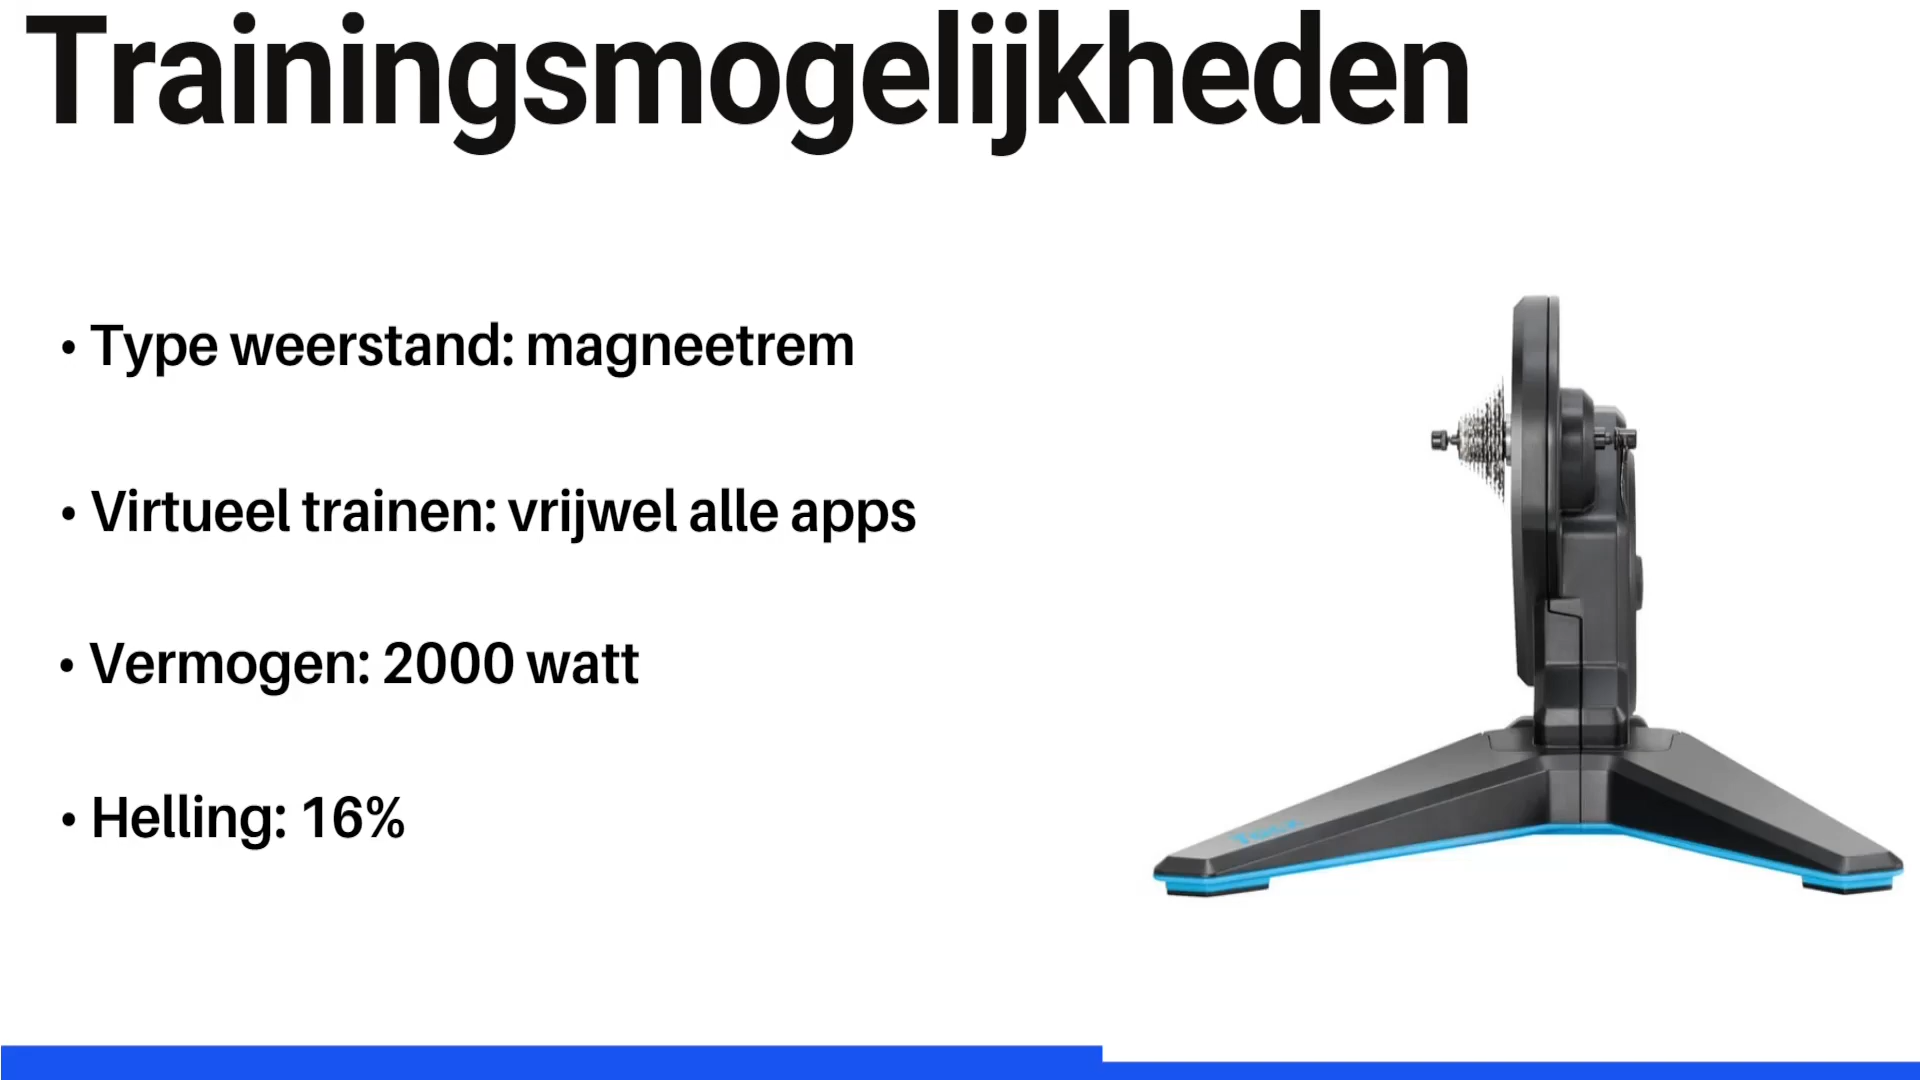 Trainingsmogelijkheden
• Type weerstand: magneetrem
• Virtueel trainen: vrijwel alle apps
• Vermogen: 2000 watt
• Helling: 16%